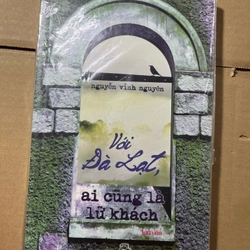 nguyễn vĩnh nguyên
Với
Đà Lạt,
ai cũng là
lữ khách